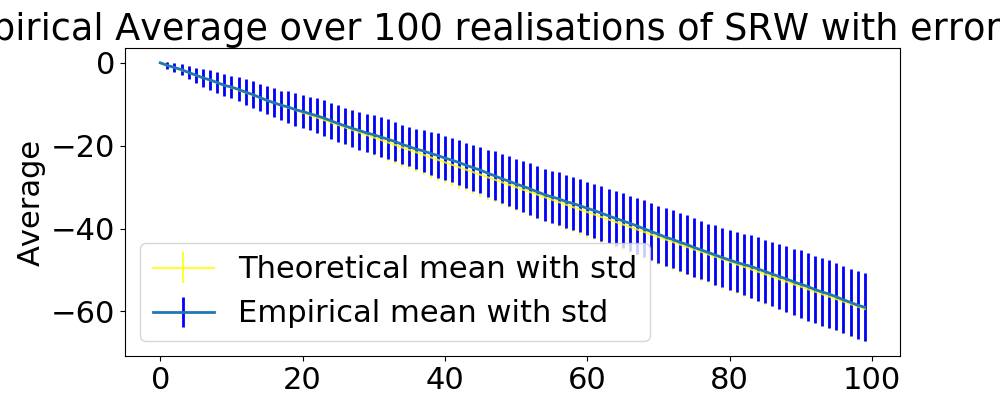 pirical Average over 100 realisations of SRW with error
Average
0
−20
−40
−60
Theoretical mean with std
Empirical mean with std
0 20 40 60 80 100